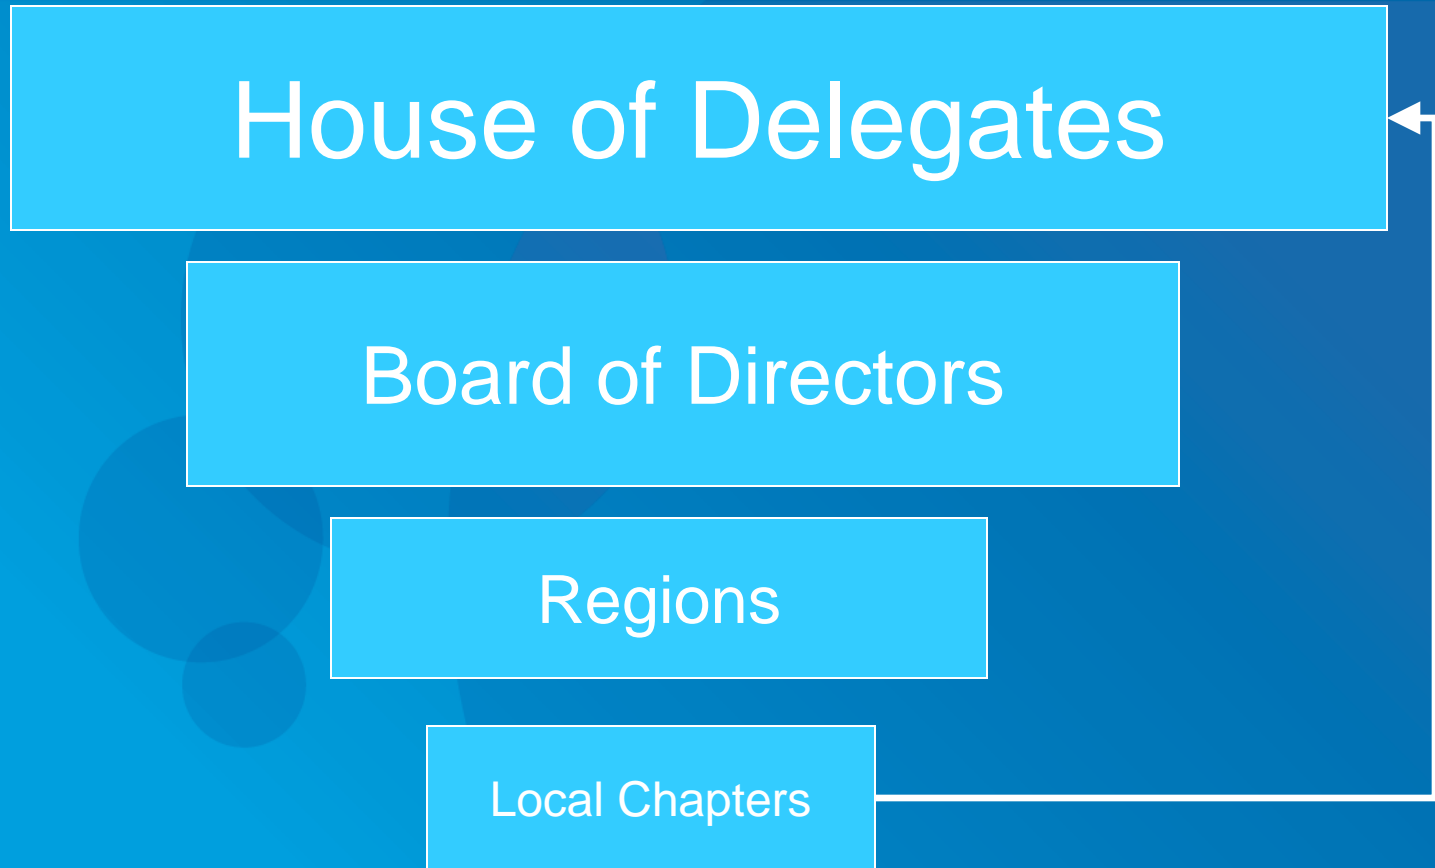 House of Delegates
Board of Directors
Regions
Local Chapters